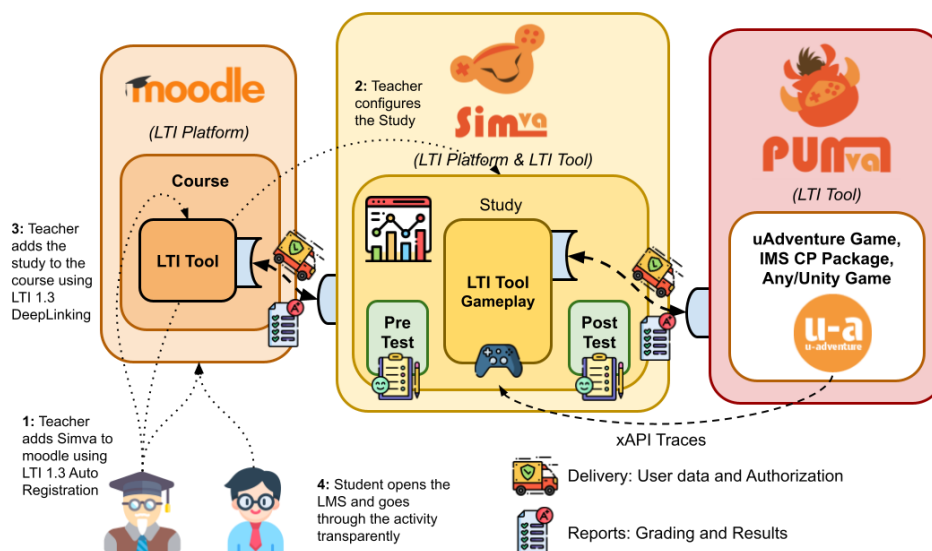 moodle
(LTI Platform)
Course
LTI Tool
2: Teacher
configures
the Study
Simva
(LTI Platform & LTI Tool)
Study
LTI Tool
Gameplay
Pre
Test
Post
Test
PUNva
(LTI Tool)
uAdventure Game,
IMS CP Package,
Any/Unity Game
u-a
u-adventure
3: Teacher
adds the
study to the
course using
LTI 1.3
DeepLinking
1: Teacher
adds Simva to
moodle using
LTI 1.3 Auto
Registration
4: Student opens the
LMS and goes
through the activity
transparently
xAPI Traces
Delivery: User data and Authorization
Reports: Grading and Results